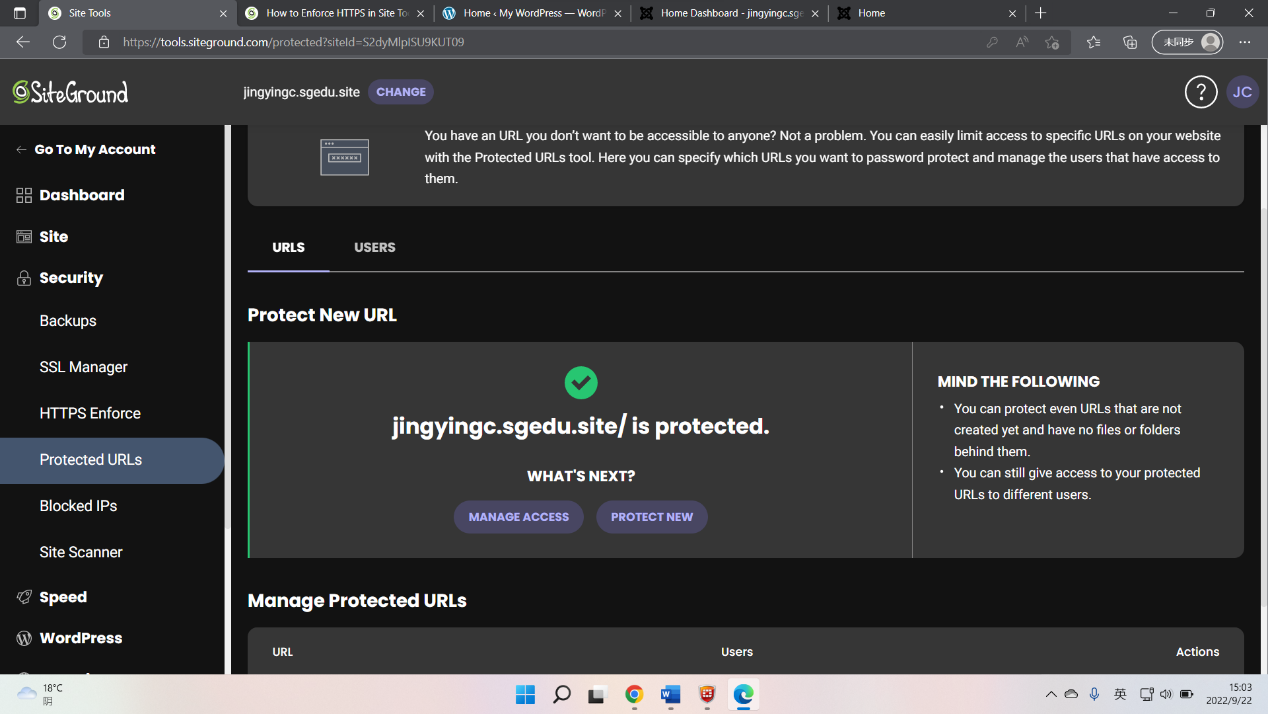 Site Tools
How to Enforce HTTPS in Site To
Home ‹ My WordPress — WordP
Home Dashboard - jingyingc.sge
Home
https://tools.siteground.com/protected?siteId=S2dyMlpISU9KUT09
未同步
SiteGround
jingyingc.sgedu.site
CHANGE
?
JC
Go To My Account
Dashboard
Site
Security
Backups
SSL Manager
HTTPS Enforce
Protected URLs
Blocked IPs
Site Scanner
Speed
WordPress
You have an URL you don't want to be accessible to anyone? Not a problem. You can easily limit access to specific URLs on your website
with the Protected URLs tool. Here you can specify which URLs you want to password protect and manage the users that have access to
them.
URLS
USERS
Protect New URL
jingyingc.sgedu.site/ is protected.
WHAT'S NEXT?
MANAGE ACCESS
PROTECT NEW
MIND THE FOLLOWING
• You can protect even URLs that are not
created yet and have no files or folders
behind them.
• You can still give access to your protected
URLs to different users.
Manage Protected URLs
URL
Users
Actions
18°C
阴
英
15:03
2022/9/22